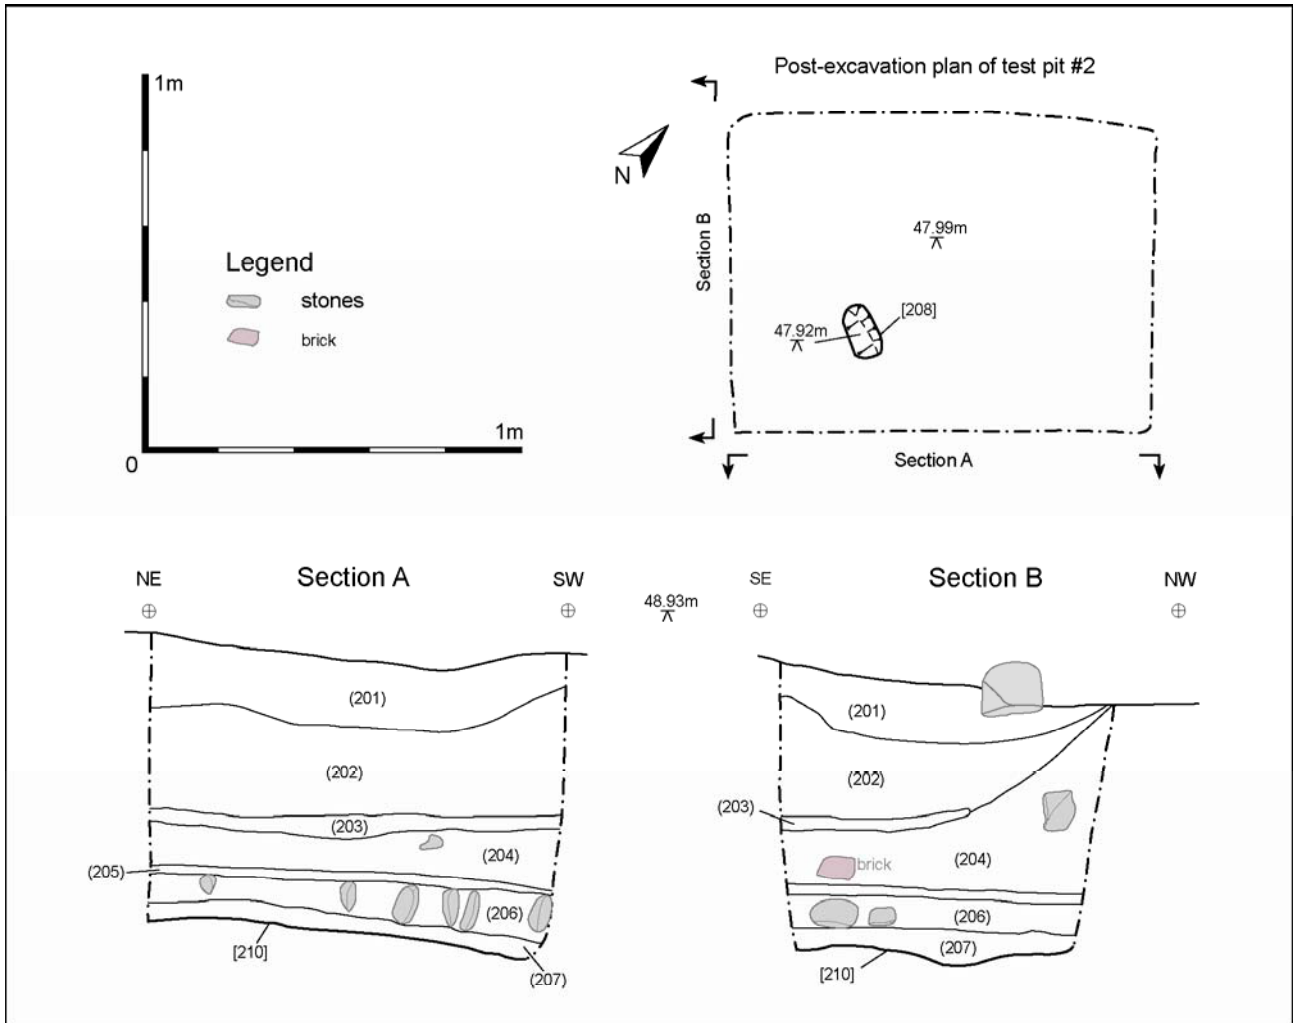 1m
Post-excavation plan of test pit #2
N
Section B
47.99m
Legend
stones
brick
[208]
47.92m
1m
0
Section A
NE
Section A
SW
48.93m
SE
Section B
NW
(201)
(202)
(203)
(204)
(205)
(206)
[210]
(207)
(201)
(202)
(203)
brick
(204)
(206)
(207)
[210]